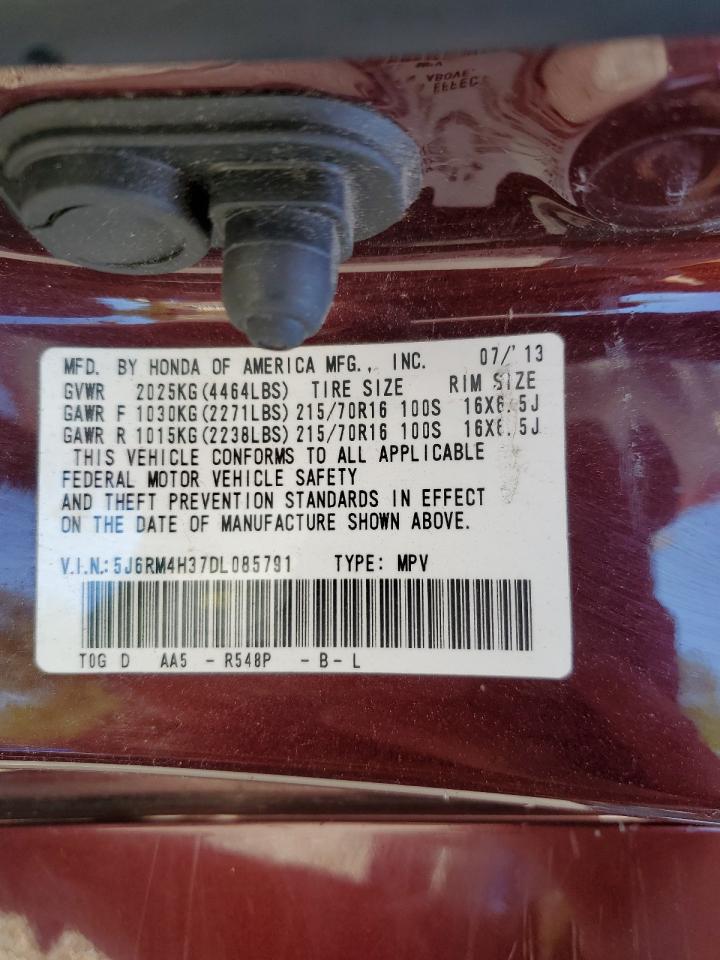 MFD. BY HONDA OF AMERICA MFG., INC. 07/'13
GVWR 2025KG(4464LBS) TIRE SIZE RIM SIZE
GAWR F 1030KG(2271LBS) 215/70R16 100S 16X6.5J
GAWR R 1015KG(2238LBS) 215/70R16 100S 16X6.5J
THIS VEHICLE CONFORMS TO ALL APPLICABLE
FEDERAL MOTOR VEHICLE SAFETY
AND THEFT PREVENTION STANDARDS IN EFFECT
ON THE DATE OF MANUFACTURE SHOWN ABOVE.
V.I.N.: 5J6RM4H37DL085791 TYPE: MPV
TOG D AA5 - R548P - B - L